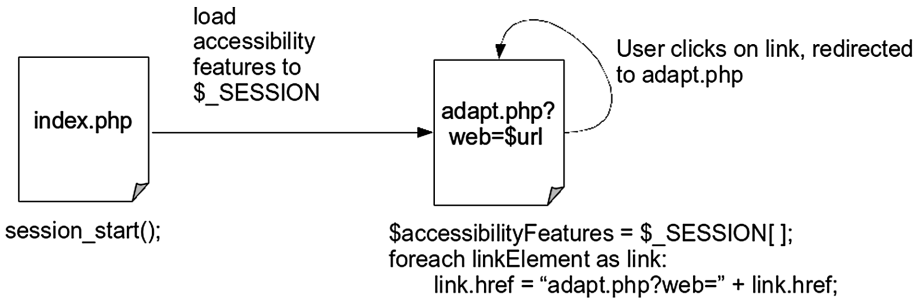 load
accessibility
features to
$_SESSION
index.php
session_start();
adapt.php?
web=$url
User clicks on link, redirected
to adapt.php
$accessibilityFeatures = $_SESSION[ ];
foreach linkElement as link:
link.href = “adapt.php?web=” + link.href;